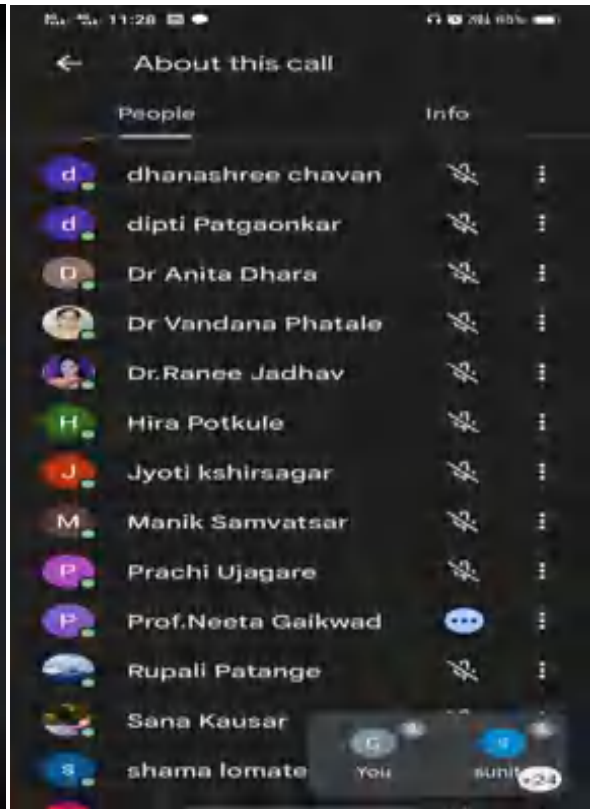 11:28
About this call
People Info
d dhanashree chavan
d dipti Patgaonkar
D Dr Anita Dhara
Dr Vandana Phatale
Dr.Ranee Jadhav
H Hira Potkule
J Jyoti kshirsagar
M Manik Samvatsar
P Prachi Ujagare
P Prof.Neeta Gaikwad
Rupali Patange
Sana Kausar
s shama lomate
G s
You sunit
+24